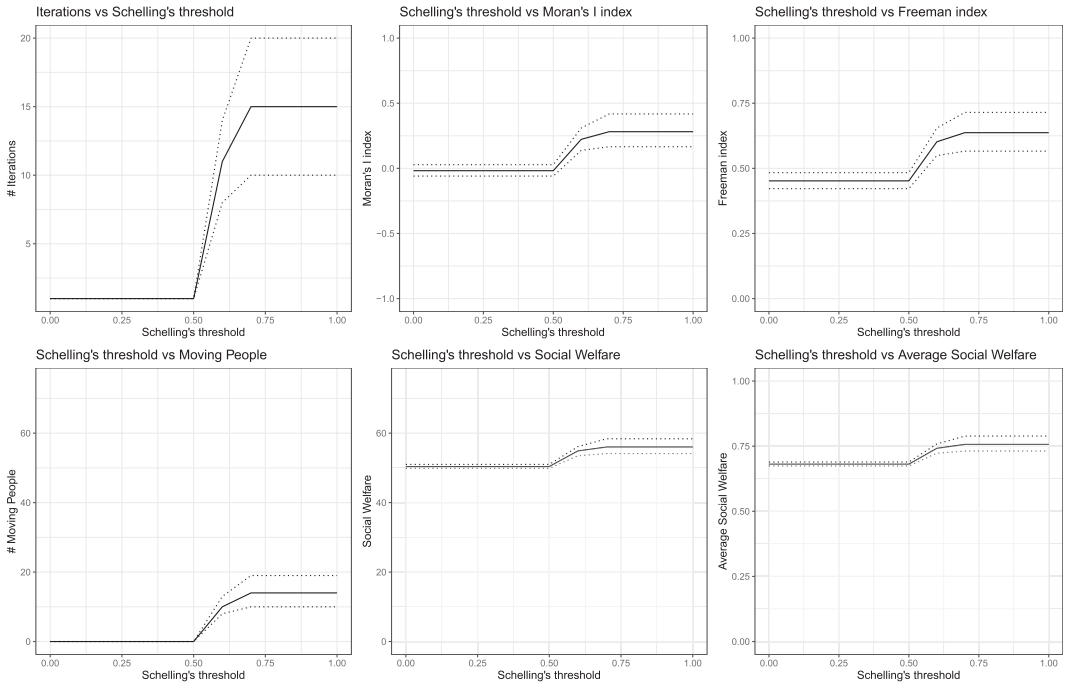 Iterations vs Schelling's threshold
# Iterations
20
15
10
5
0.00 0.25 0.50 0.75 1.00
Schelling's threshold
Schelling's threshold vs Moran's I index
Moran's I index
1.0
0.5
0.0
−0.5
−1.0
0.00 0.25 0.50 0.75 1.00
Schelling's threshold
Schelling's threshold vs Freeman index
Freeman index
1.00
0.75
0.50
0.25
0.00
0.00 0.25 0.50 0.75 1.00
Schelling's threshold
Schelling's threshold vs Moving People
# Moving People
60
40
20
0
0.00 0.25 0.50 0.75 1.00
Schelling's threshold
Schelling's threshold vs Social Welfare
Social Welfare
60
40
20
0
0.00 0.25 0.50 0.75 1.00
Schelling's threshold
Schelling's threshold vs Average Social Welfare
Average Social Welfare
1.00
0.75
0.50
0.25
0.00
0.00 0.25 0.50 0.75 1.00
Schelling's threshold